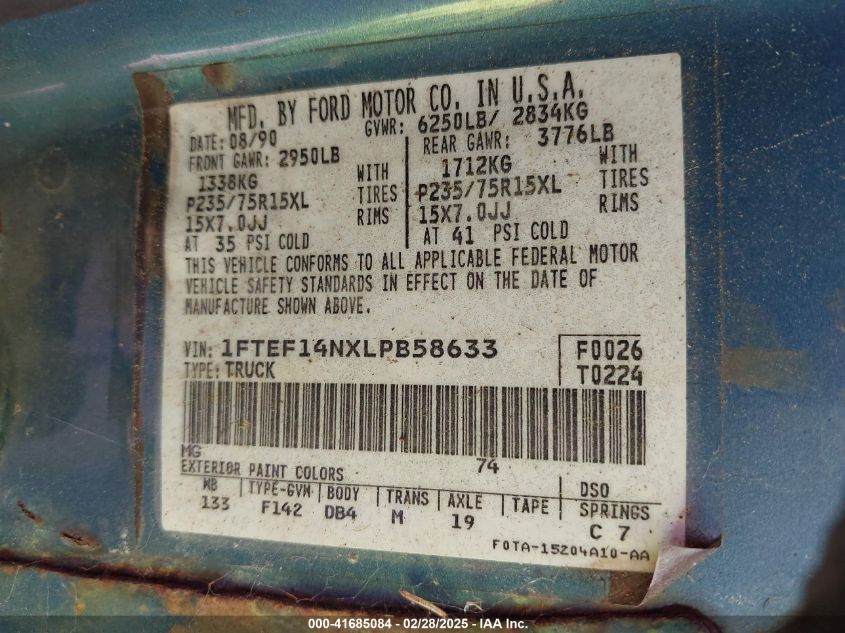 MFD. BY FORD MOTOR CO. IN U.S.A.
DATE: 08/90 GVWR: 6250LB/ 2834KG
FRONT GAWR: 2950LB REAR GAWR: 3776LB
1338KG WITH 1712KG WITH
P235/75R15XL TIRES P235/75R15XL TIRES
15X7.0JJ RIMS 15X7.0JJ RIMS
AT 35 PSI COLD AT 41 PSI COLD
THIS VEHICLE CONFORMS TO ALL APPLICABLE FEDERAL MOTOR
VEHICLE SAFETY STANDARDS IN EFFECT ON THE DATE OF
MANUFACTURE SHOWN ABOVE.
VIN: 1FTEF14NXLPB58633 F0026
TYPE: TRUCK T0224
MG 74
EXTERIOR PAINT COLORS DSO
WB TYPE-GVW BODY TRANS AXLE TAPE SPRINGS
133 F142 DB4 M 19 C 7
F0TA-15204A10-AA
000-41685084 / 02/28/2025 - IAA Inc.